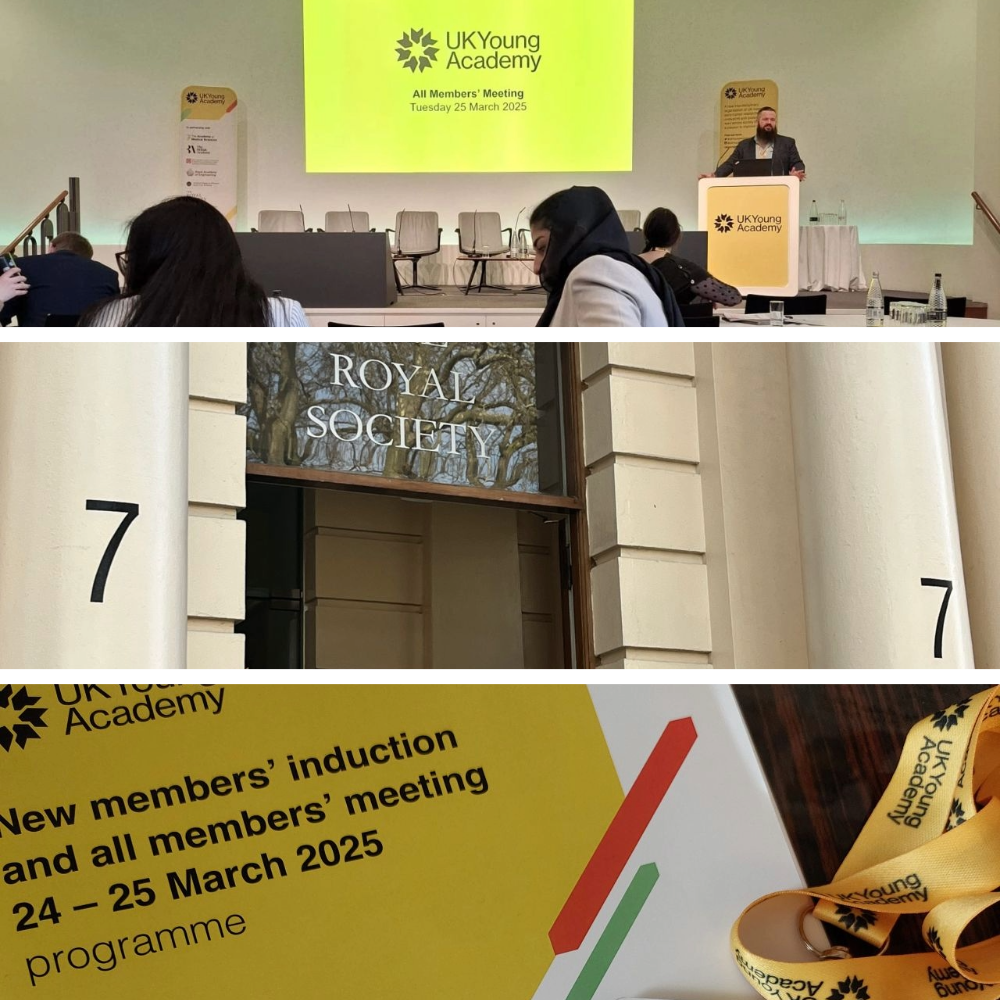 UKYoung
Academy
All Members' Meeting
Tuesday 25 March 2025
UKYoung
Academy
UKYoung
Academy
UKYoung
Academy
ROYAL
SOCIETY
7
7
UKYoung
Academy
New members' induction
and all members' meeting
24 – 25 March 2025
programme
UKYoung
Academy
UKYoung
Academy
Academy